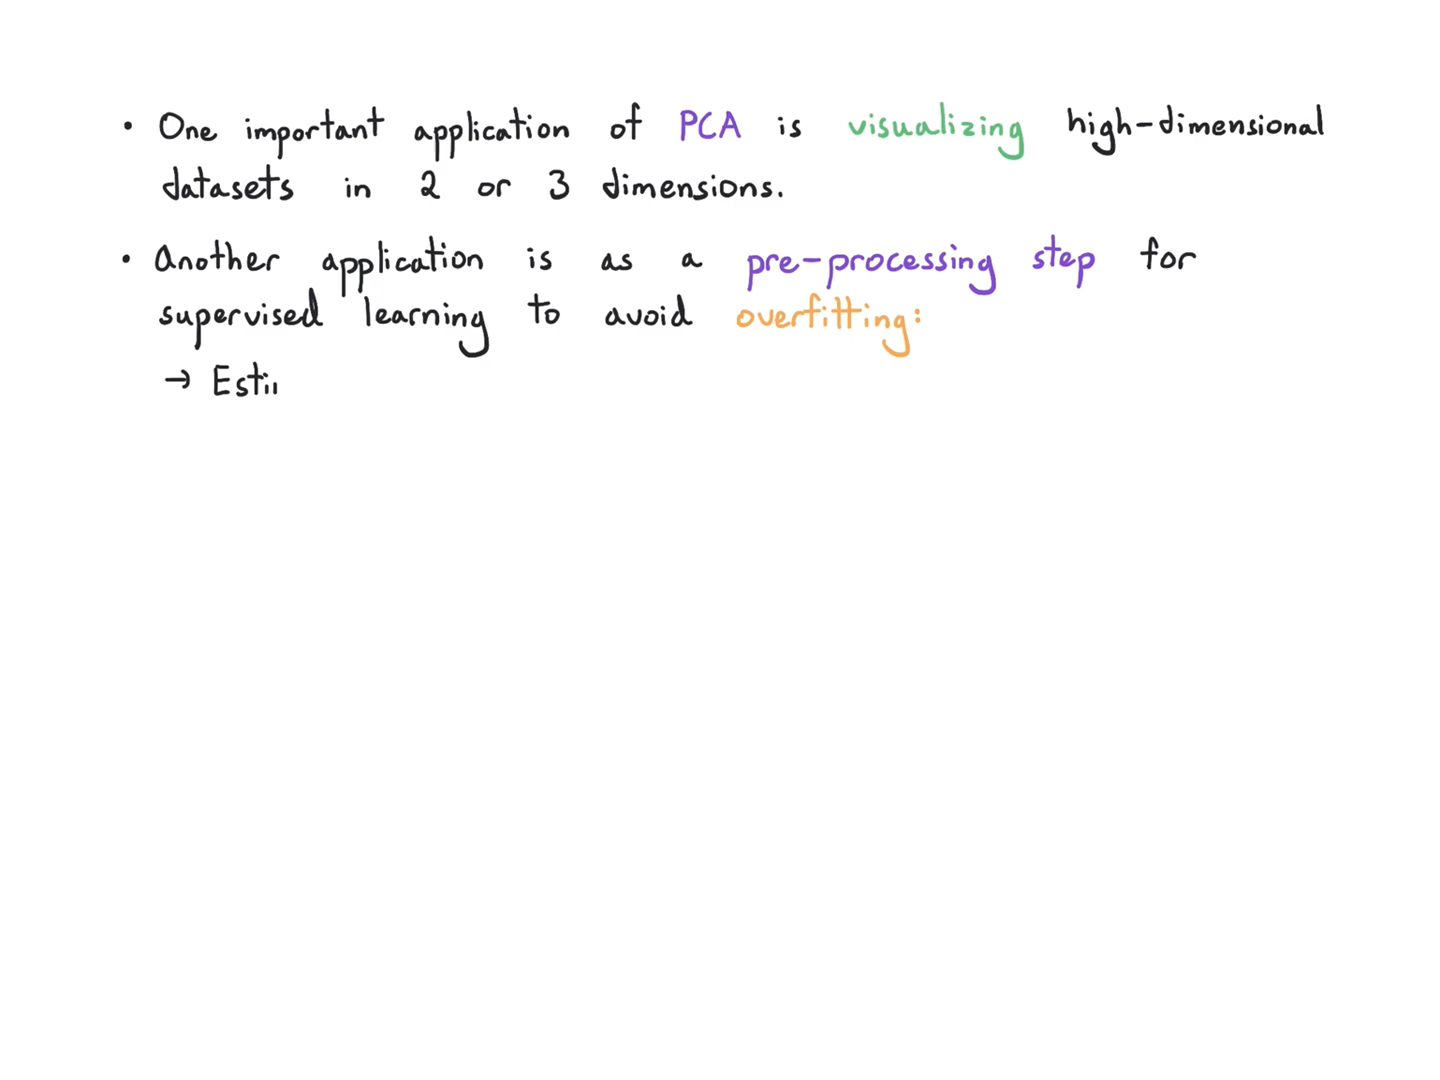 • One important application of PCA is visualizing high-dimensional
datasets in 2 or 3 dimensions.
• Another application is as a pre-processing step for
supervised learning to avoid overfitting:
→